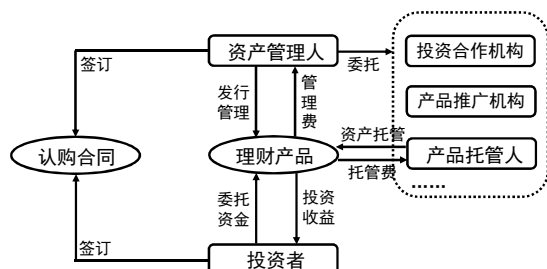 资产管理人
投资合作机构
签订
委托
发行
管理
管
理
费
产品推广机构
资产托管
认购合同
理财产品
产品托管人
托管费
委托
资金
投资
收益
......
签订
投资者